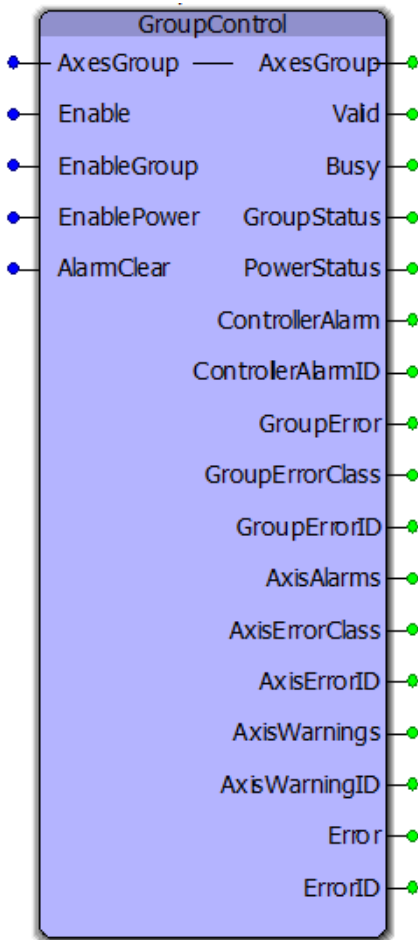 GroupControl
AxesGroup AxesGroup
Enable Valid
EnableGroup Busy
EnablePower GroupStatus
AlarmClear PowerStatus
ControllerAlarm
ControllerAlarmID
GroupError
GroupErrorClass
GroupErrorID
AxisAlarms
AxisErrorClass
AxisErrorID
AxisWarnings
AxisWarningID
Error
ErrorID